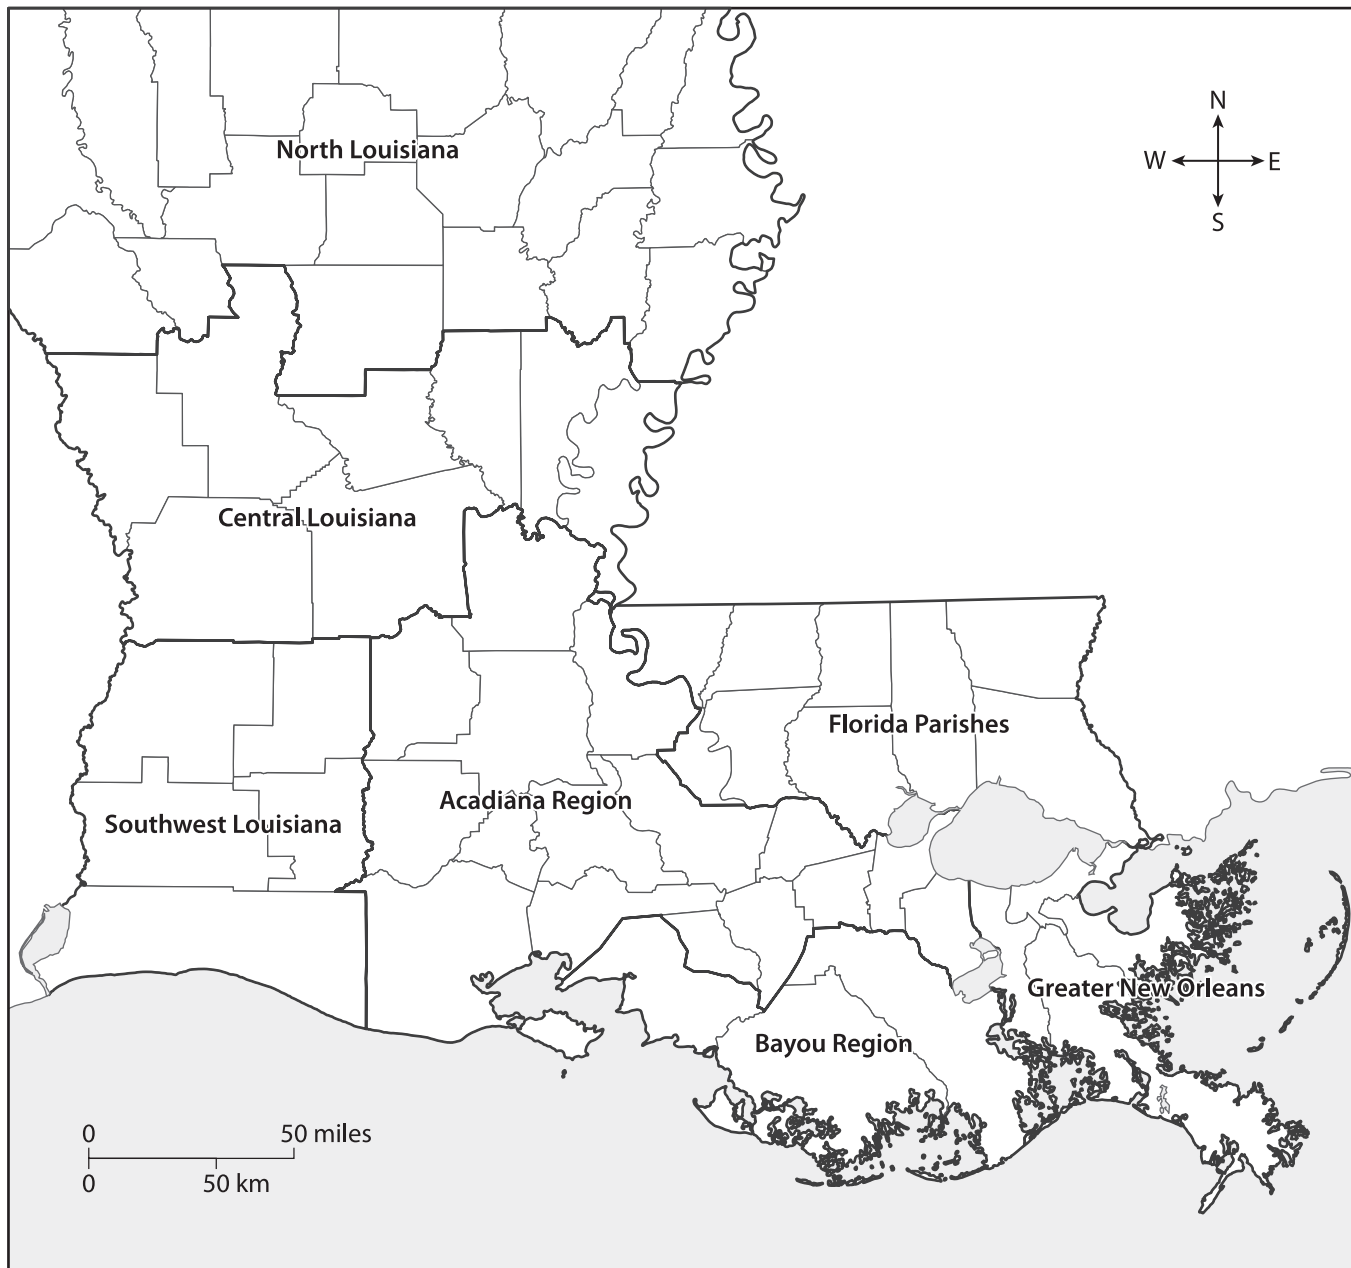 N
W E
S
North Louisiana
Central Louisiana
Florida Parishes
Acadiana Region
Southwest Louisiana
Greater New Orleans
Bayou Region
0 50 miles
0 50 km